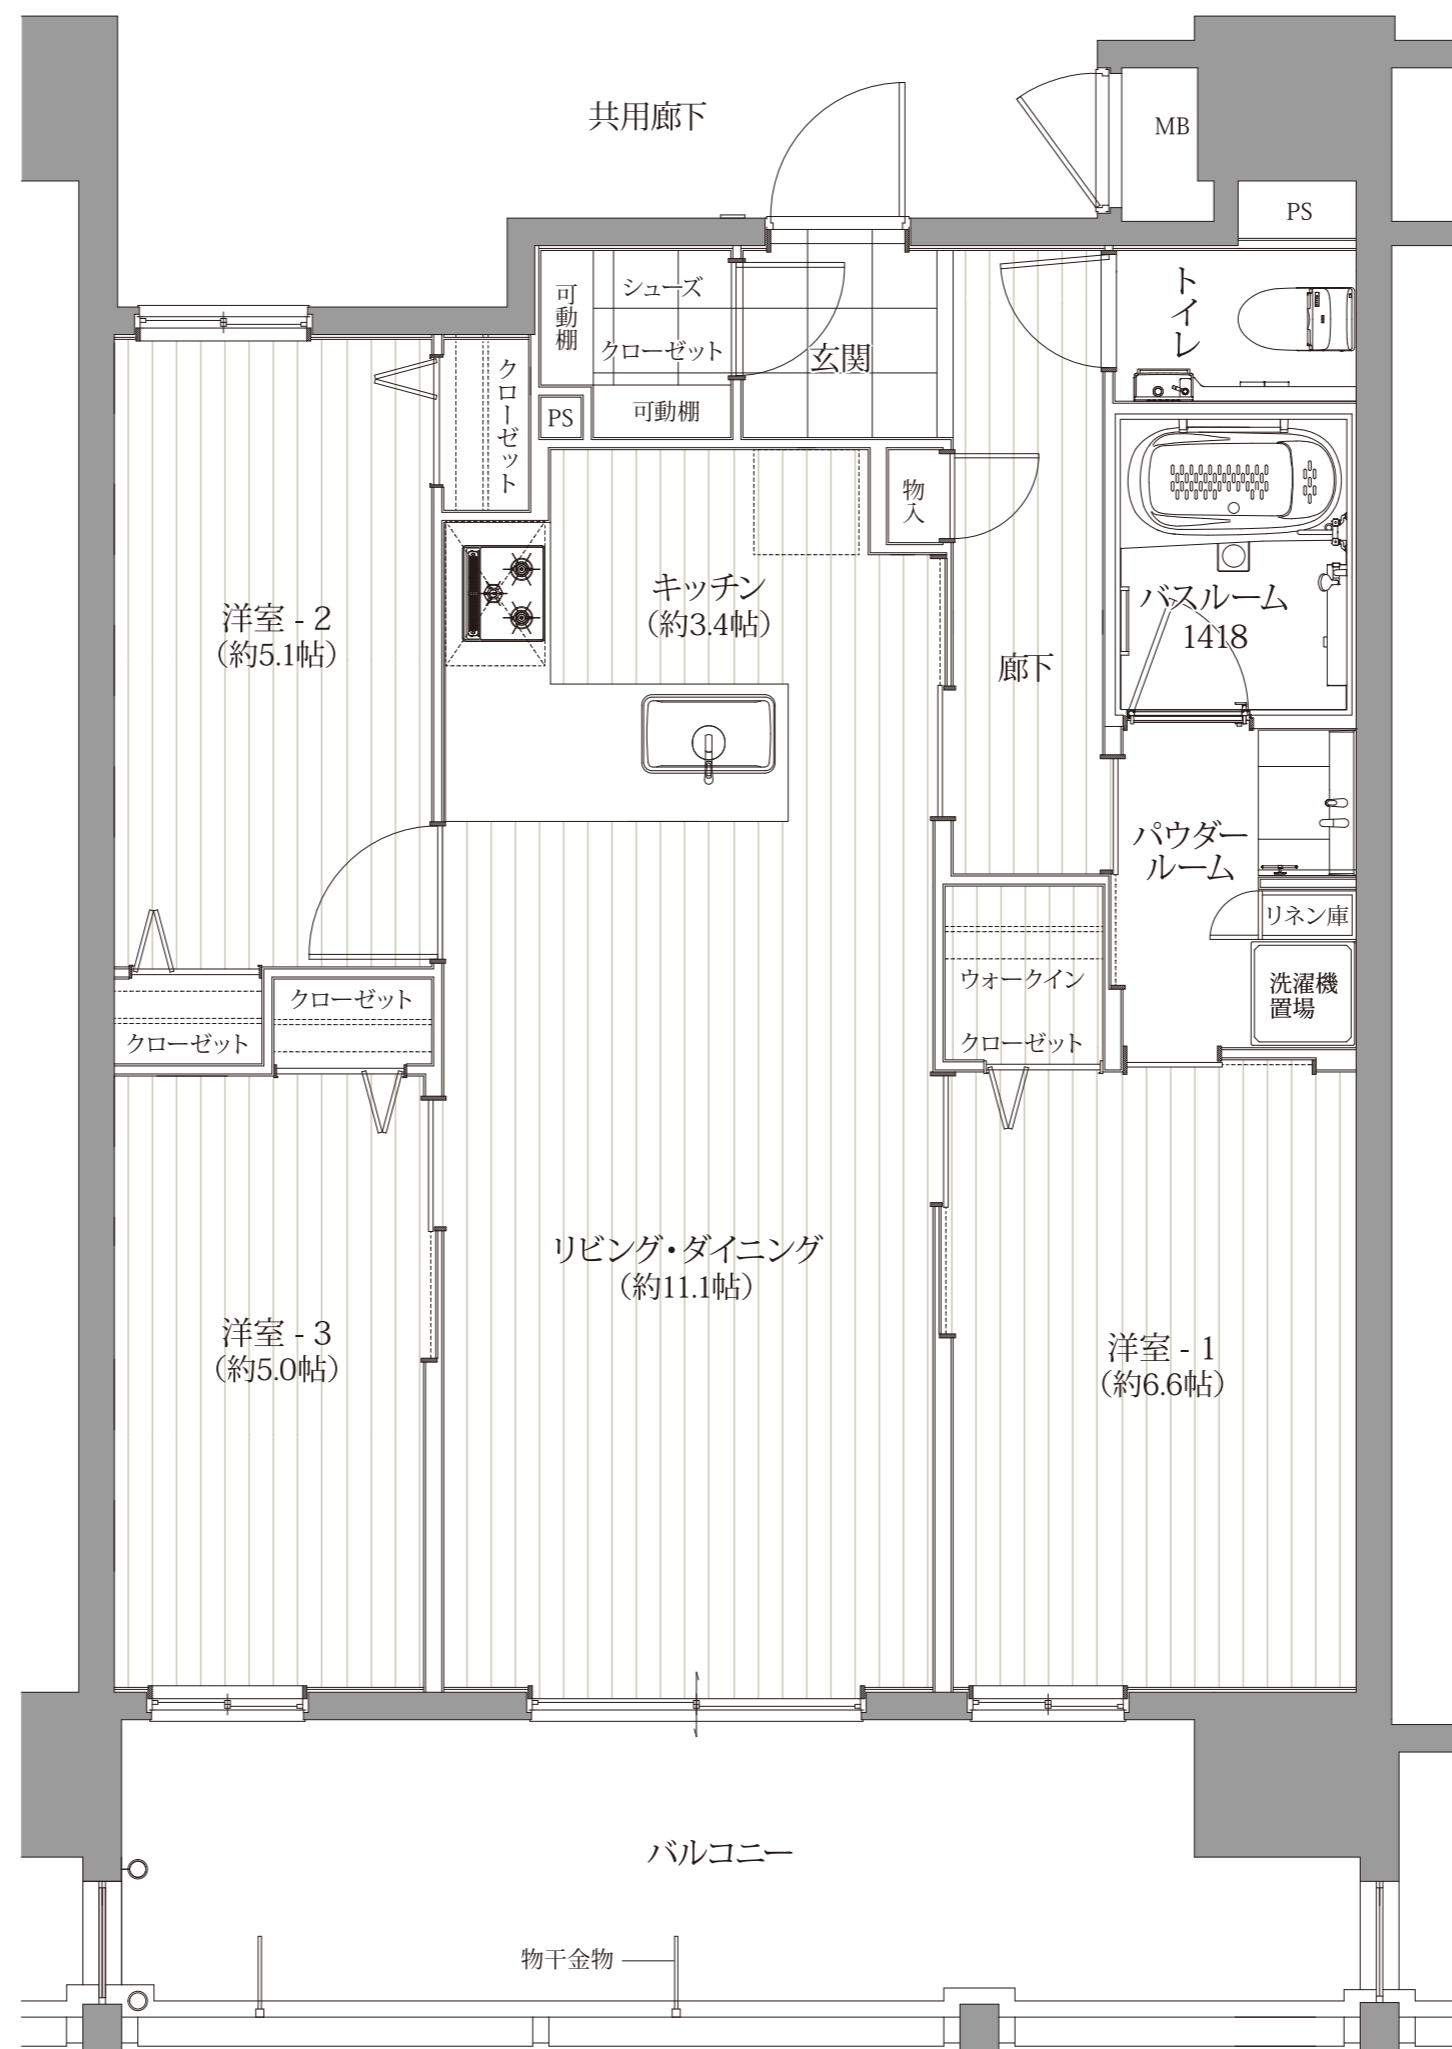 共用廊下
MB
PS
可動棚
シューズ
クローゼット
可動棚
PS
玄関
トイレ
クローゼット
物入
キッチン
(約3.4帖)
洋室 - 2
(約5.1帖)
廊下
バスルーム
1418
パウダー
ルーム
リネン庫
洗濯機
置場
ウォークイン
クローゼット
クローゼット
クローゼット
リビング・ダイニング
(約11.1帖)
洋室 - 3
(約5.0帖)
洋室 - 1
(約6.6帖)
バルコニー
物干金物